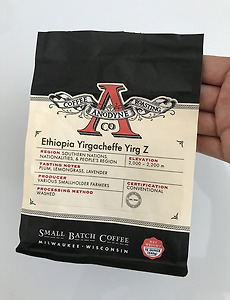 COFFEE ROASTING
ANODYNE
CO
Ethiopia Yirgacheffe Yirg Z
REGION SOUTHERN NATIONS
NATIONALITIES, & PEOPLE'S REGION
ELEVATION
2,000 - 2,200 m
TASTING NOTES
PLUM, LEMONGRASS, LAVENDER
PRODUCER
VARIOUS SMALLHOLDER FARMERS
CERTIFICATION
CONVENTIONAL
PROCESSING METHOD
WASHED
SMALL BATCH COFFEE
MILWAUKEE • WISCONSIN